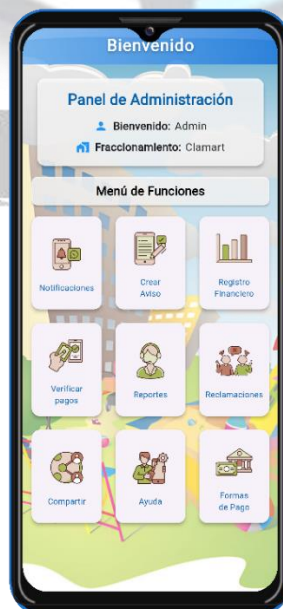 Bienvenido
Panel de Administración
Bienvenido: Admin
Fraccionamiento: Clamart
Menú de Funciones
Notificaciones
Crear
Aviso
Registro
Financiero
Verificar
pagos
Reportes
Reclamaciones
Compartir
Ayuda
Formas
de Pago